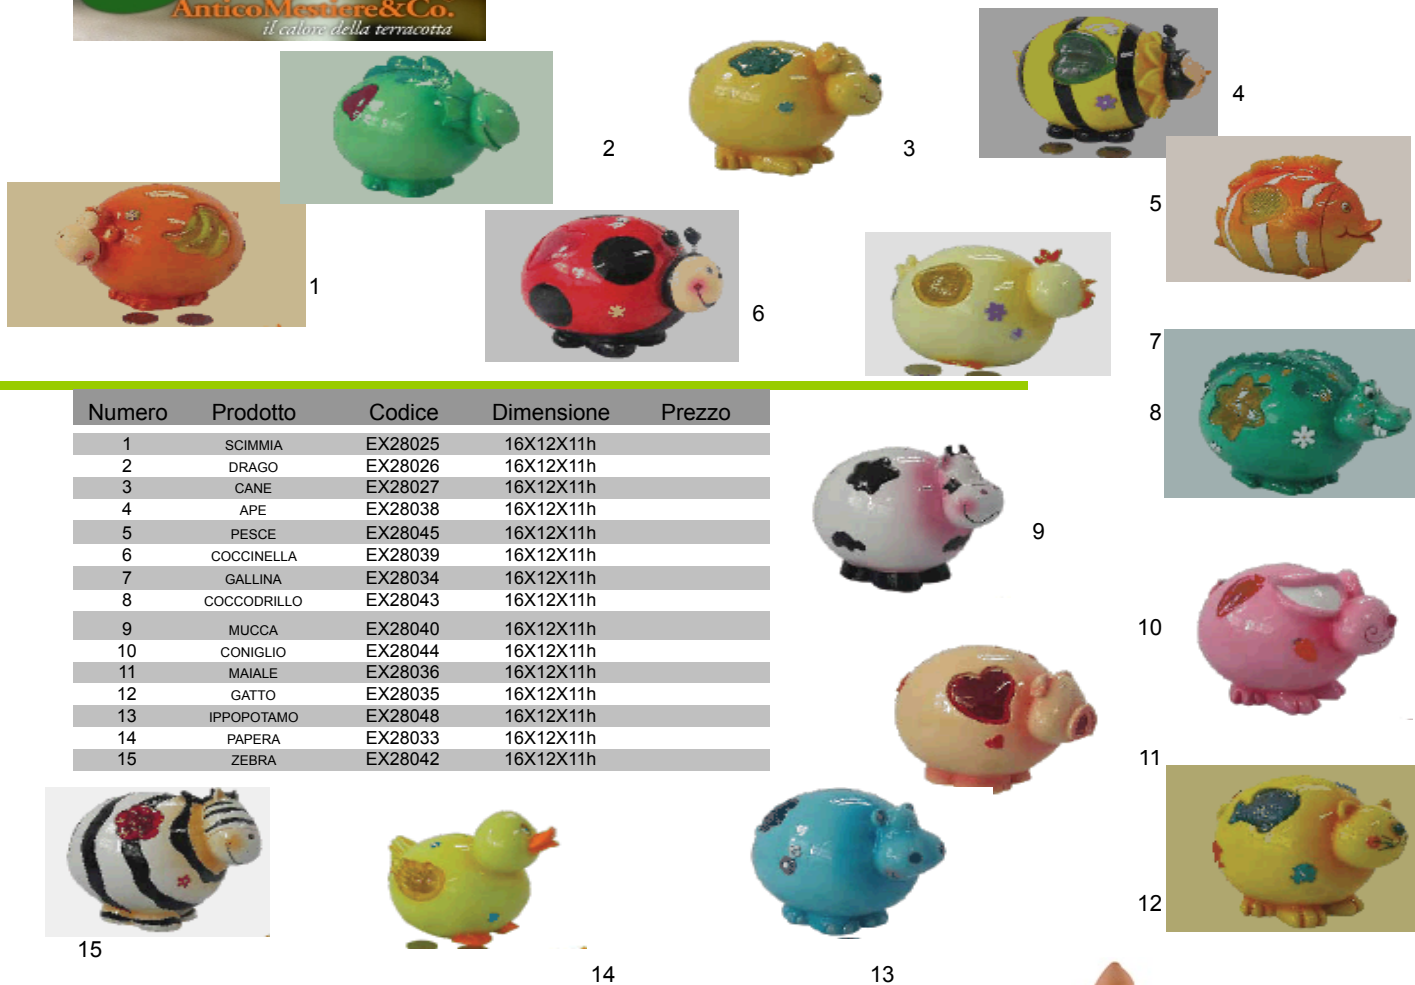 AnticoMestiere&Co.
il calore della terracotta
4
2
3
5
1
6
7
8
Numero Prodotto Codice Dimensione Prezzo
1 SCIMMIA EX28025 16X12X11h
2 DRAGO EX28026 16X12X11h
3 CANE EX28027 16X12X11h
4 APE EX28038 16X12X11h
5 PESCE EX28045 16X12X11h
6 COCCINELLA EX28039 16X12X11h
7 GALLINA EX28034 16X12X11h
8 COCCODRILLO EX28043 16X12X11h
9 MUCCA EX28040 16X12X11h
10 CONIGLIO EX28044 16X12X11h
11 MAIALE EX28036 16X12X11h
12 GATTO EX28035 16X12X11h
13 IPPOPOTAMO EX28048 16X12X11h
14 PAPERA EX28033 16X12X11h
15 ZEBRA EX28042 16X12X11h
9
10
11
12
15
14
13